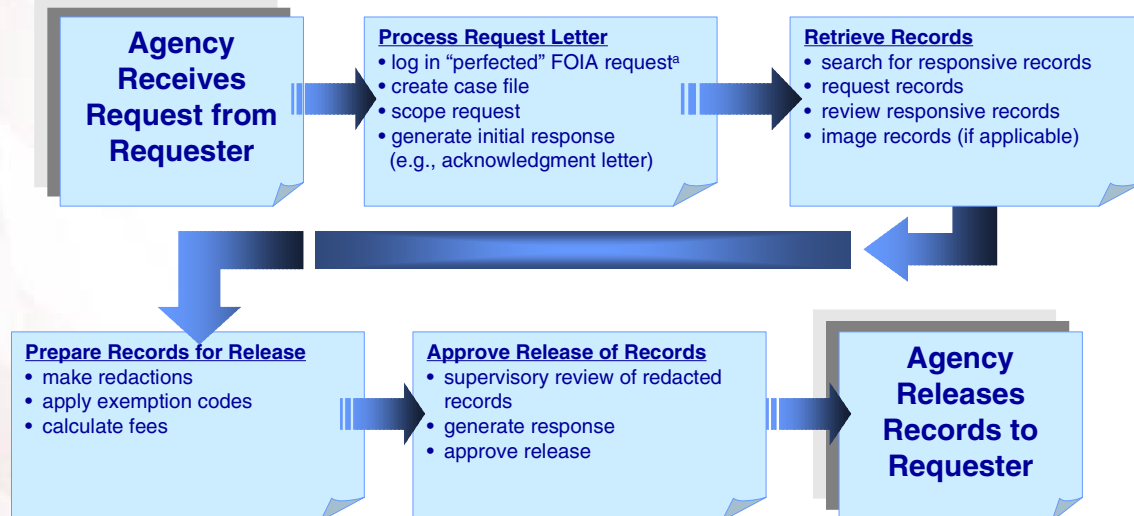 Agency
Receives
Request from
Requester
Process Request Letter
• log in “perfected” FOIA requestª
• create case file
• scope request
• generate initial response
(e.g., acknowledgment letter)
Retrieve Records
• search for responsive records
• request records
• review responsive records
• image records (if applicable)
Prepare Records for Release
• make redactions
• apply exemption codes
• calculate fees
Approve Release of Records
• supervisory review of redacted
records
• generate response
• approve release
Agency
Releases
Records to
Requester